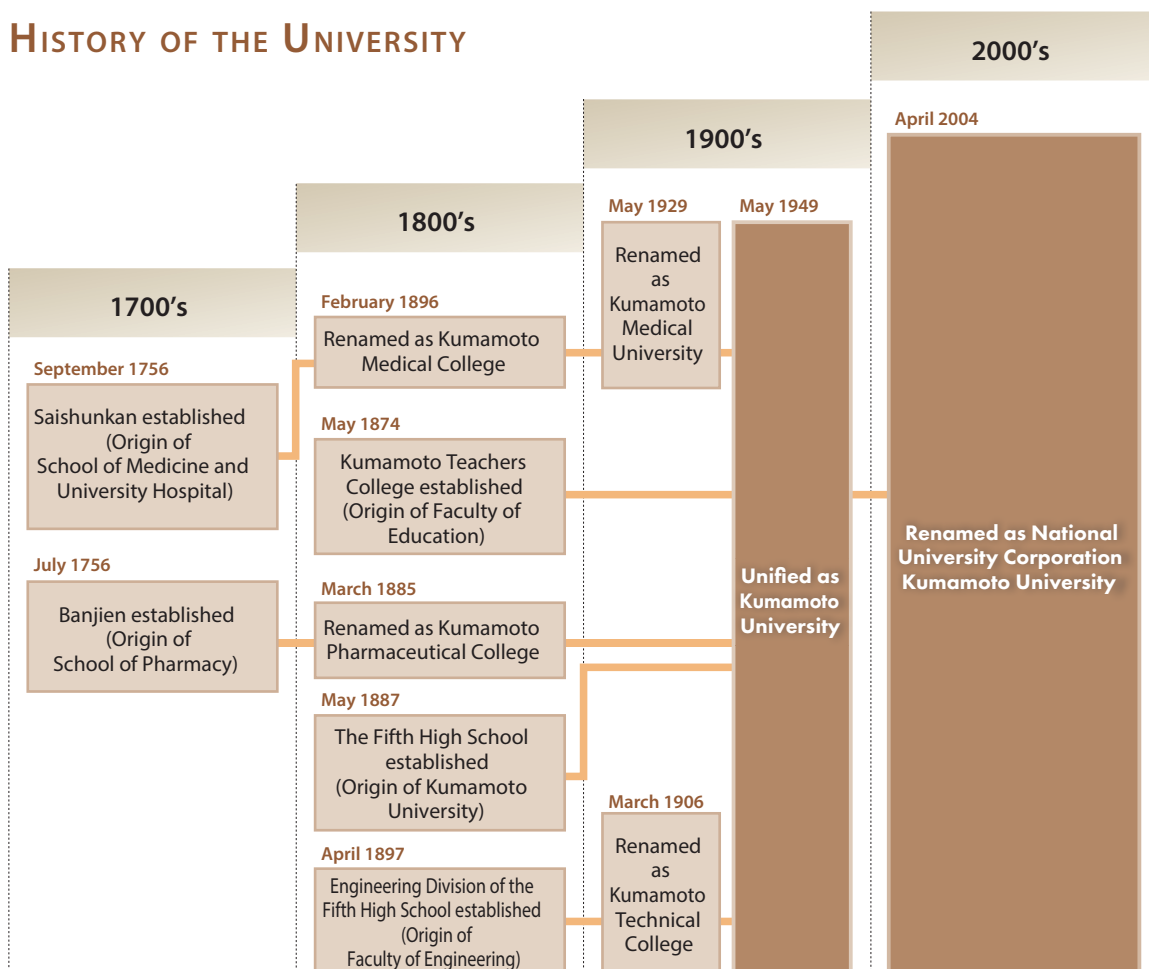 HISTORY OF THE UNIVERSITY
1700's
September 1756
Saishunkan established
(Origin of
School of Medicine and
University Hospital)
July 1756
Banjien established
(Origin of
School of Pharmacy)
1800's
February 1896
Renamed as Kumamoto
Medical College
May 1874
Kumamoto Teachers
College established
(Origin of Faculty of
Education)
March 1885
Renamed as Kumamoto
Pharmaceutical College
May 1887
The Fifth High School
established
(Origin of Kumamoto
University)
April 1897
Engineering Division of the
Fifth High School established
(Origin of
Faculty of Engineering)
1900's
May 1929
Renamed
as
Kumamoto
Medical
University
March 1906
Renamed
as
Kumamoto
Technical
College
May 1949
Unified as
Kumamoto
University
2000's
April 2004
Renamed as National
University Corporation
Kumamoto University